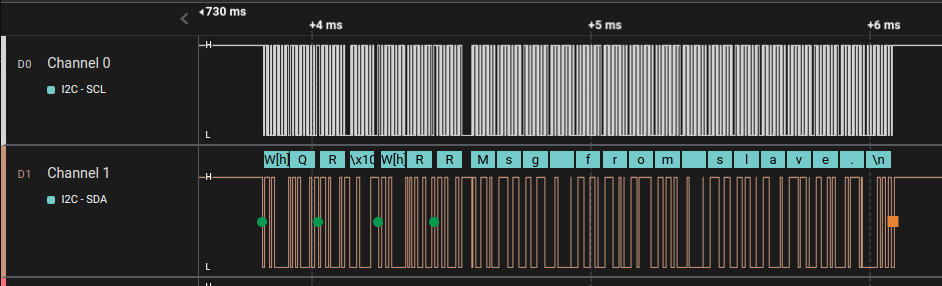 730 ms
+4 ms +5 ms +6 ms
D0 Channel 0 H
I2C - SCL
L
W[h] Q R \x10 W[h] R R M s g f r o m s l a v e . \n
D1 Channel 1 H
I2C - SDA
L
H